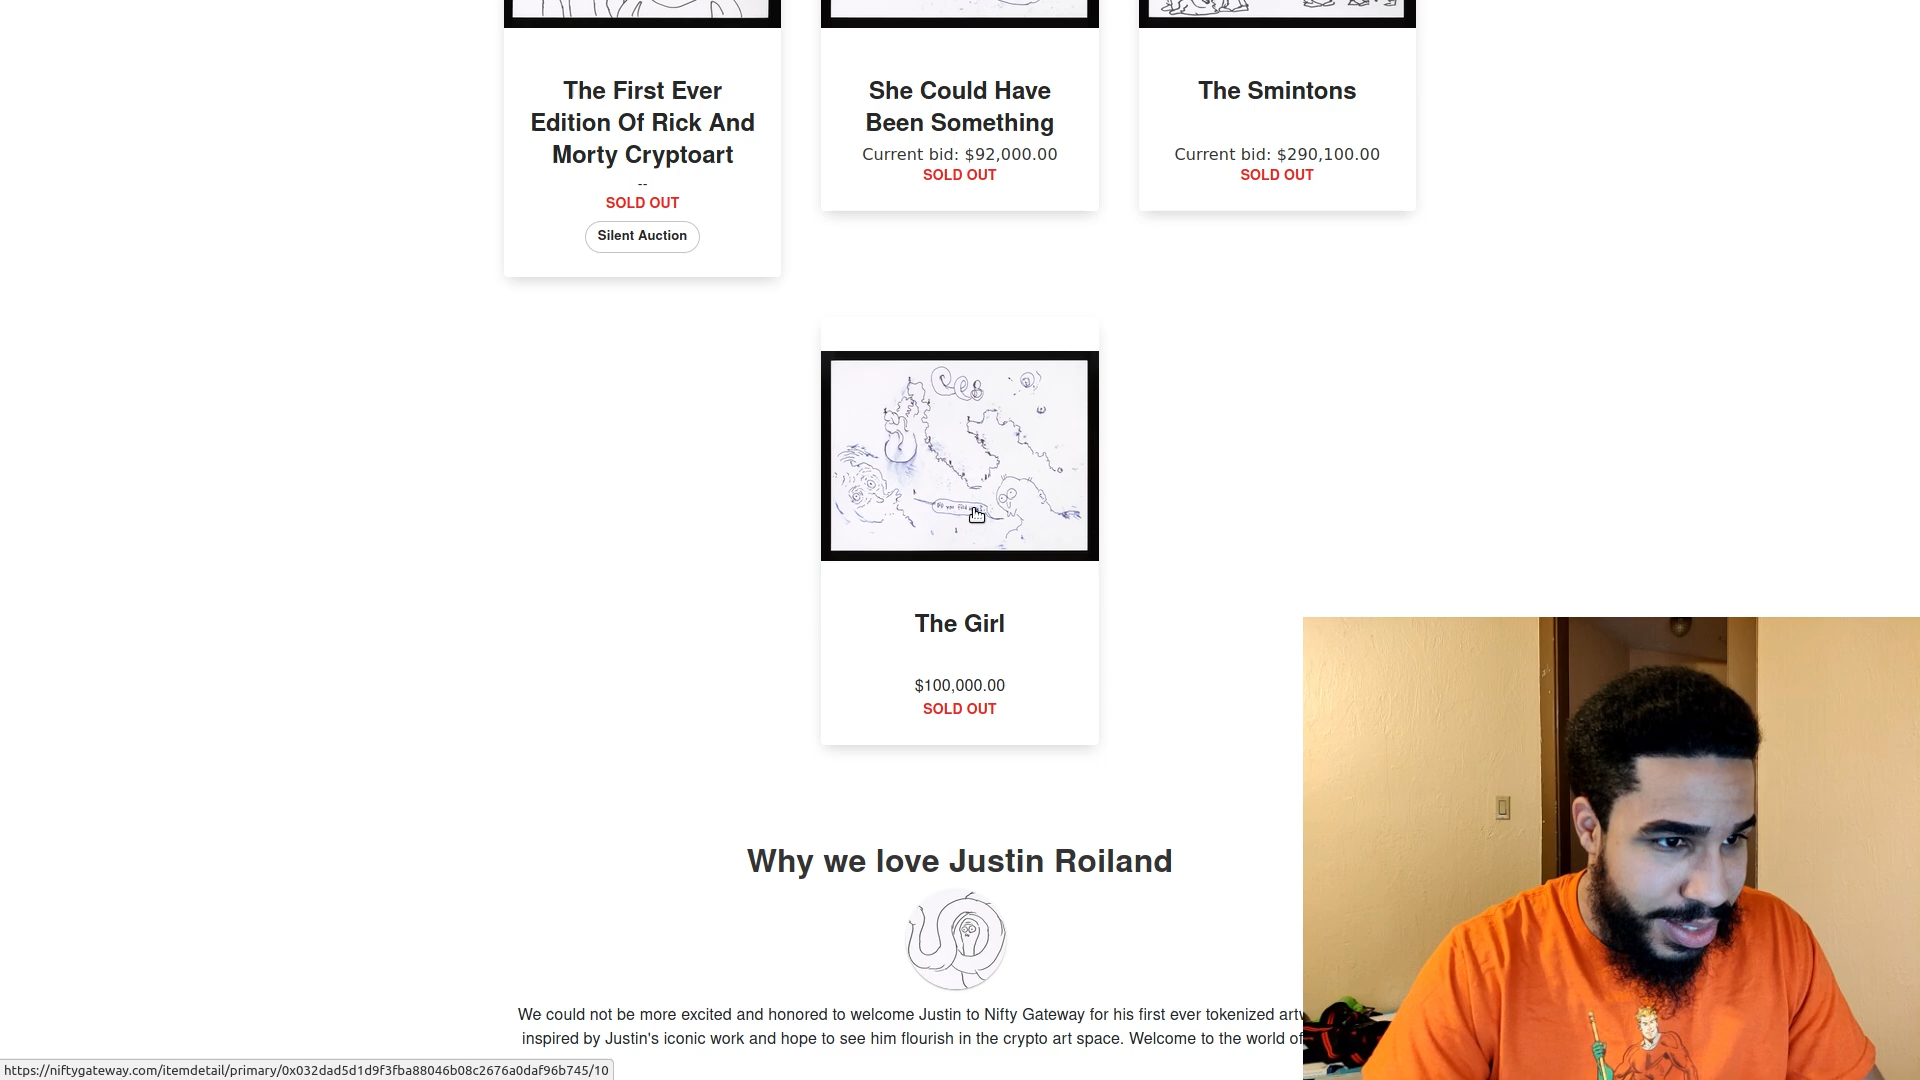 The First Ever
Edition Of Rick And
Morty Cryptoart
--
SOLD OUT
Silent Auction
She Could Have
Been Something
Current bid: $92,000.00
SOLD OUT
The Smintons
Current bid: $290,100.00
SOLD OUT
The Girl
$100,000.00
SOLD OUT
Why we love Justin Roiland
We could not be more excited and honored to welcome Justin to Nifty Gateway for his first ever tokenized
inspired by Justin's iconic work and hope to see him flourish in the crypto art space. Welcome to the world of
https://niftygateway.com/itemdetail/primary/0x032dad5d1d9f3fba88046b08c2676a0daf96b745/10